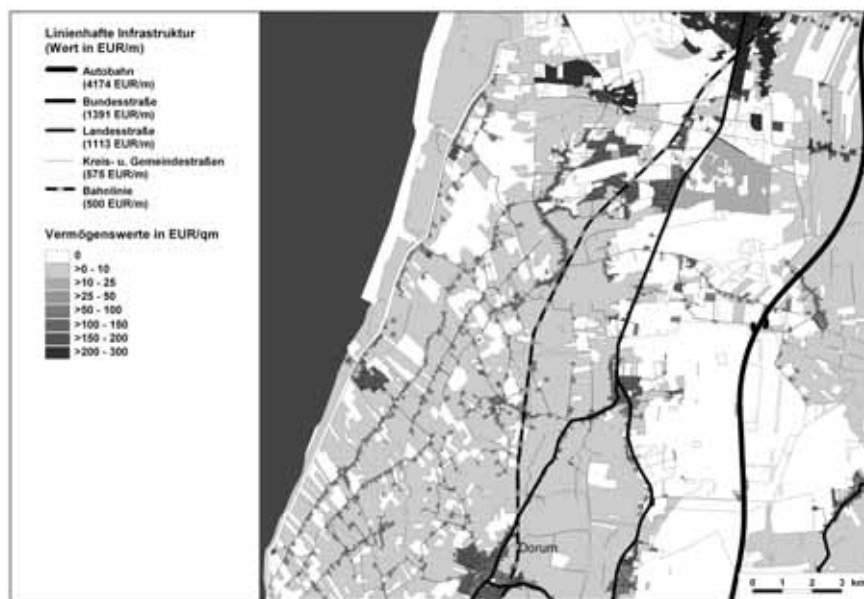 Linienhafte Infrastruktur
(Wert in EUR/m)
Autobahn
(4174 EUR/m)
Bundesstraße
(1391 EUR/m)
Landesstraße
(1113 EUR/m)
Kreis- u. Gemeindestraßen
(575 EUR/m)
Bahnlinie
(500 EUR/m)
Vermögenswerte in EUR/qm
0
>0 - 10
>10 - 25
>25 - 50
>50 - 100
>100 - 150
>150 - 200
>200 - 300
Dorum
0 1 2 3 km